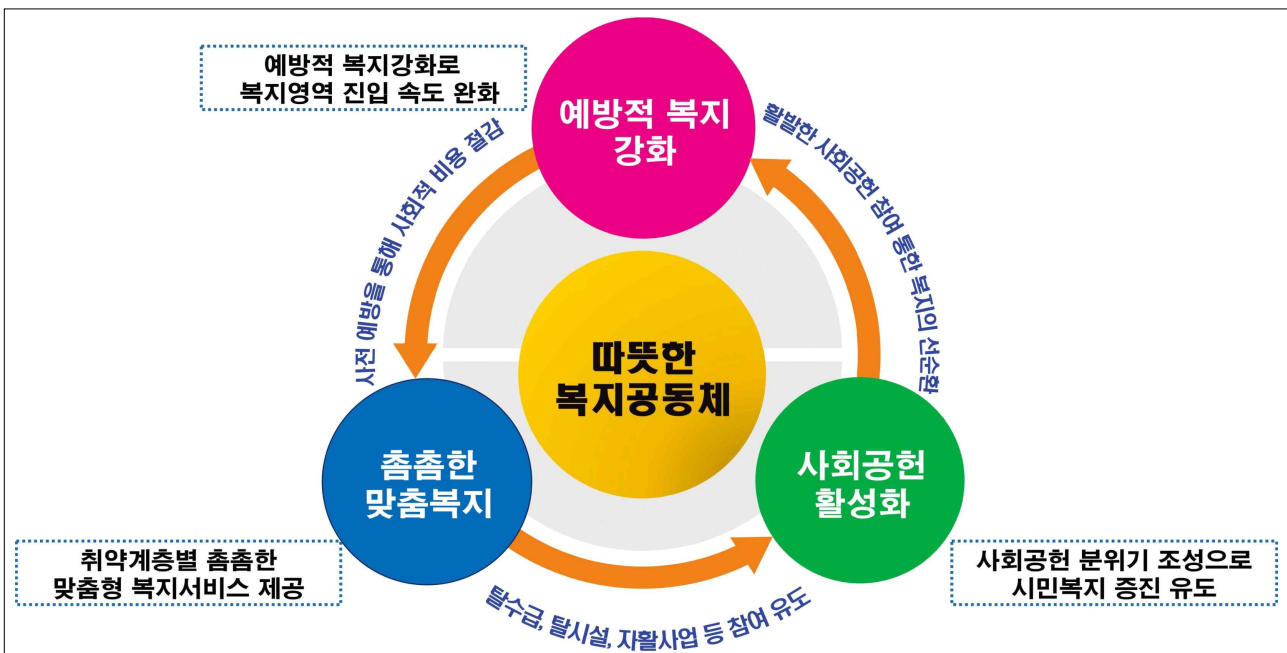 예방적 복지강화로
복지영역 진입 속도 완화
예방적 복지
강화
사전 예방을 통해 사회적 비용 절감
활발한 사회공헌 참여 통한 복지의 선순환
따뜻한
복지공동체
촘촘한
맞춤복지
사회공헌
활성화
취약계층별 촘촘한
맞춤형 복지서비스 제공
사회공헌 분위기 조성으로
시민복지 증진 유도
탈수급, 탈시설, 자활사업 등 참여 유도